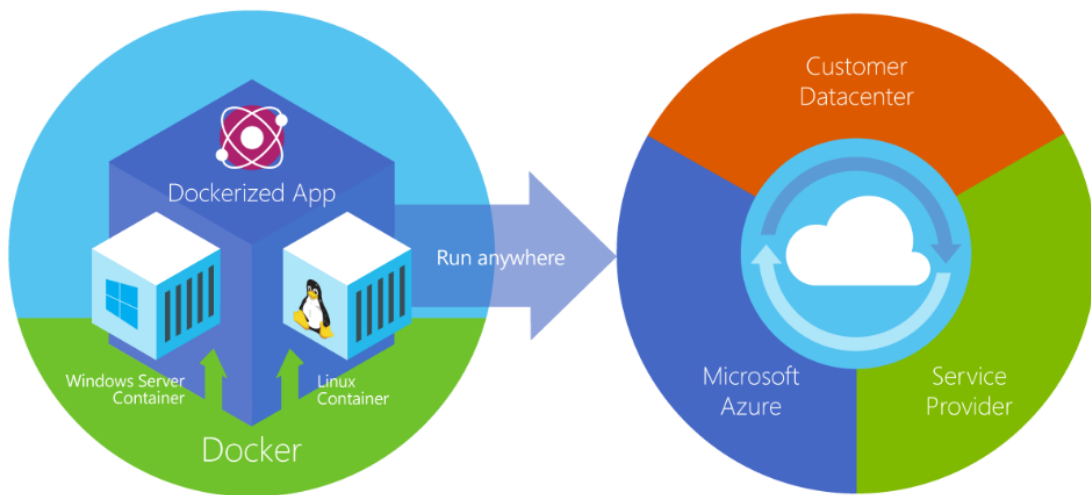 Dockerized App
Windows Server
Container
Linux
Container
Docker
Run anywhere
Customer
Datacenter
Microsoft
Azure
Service
Provider